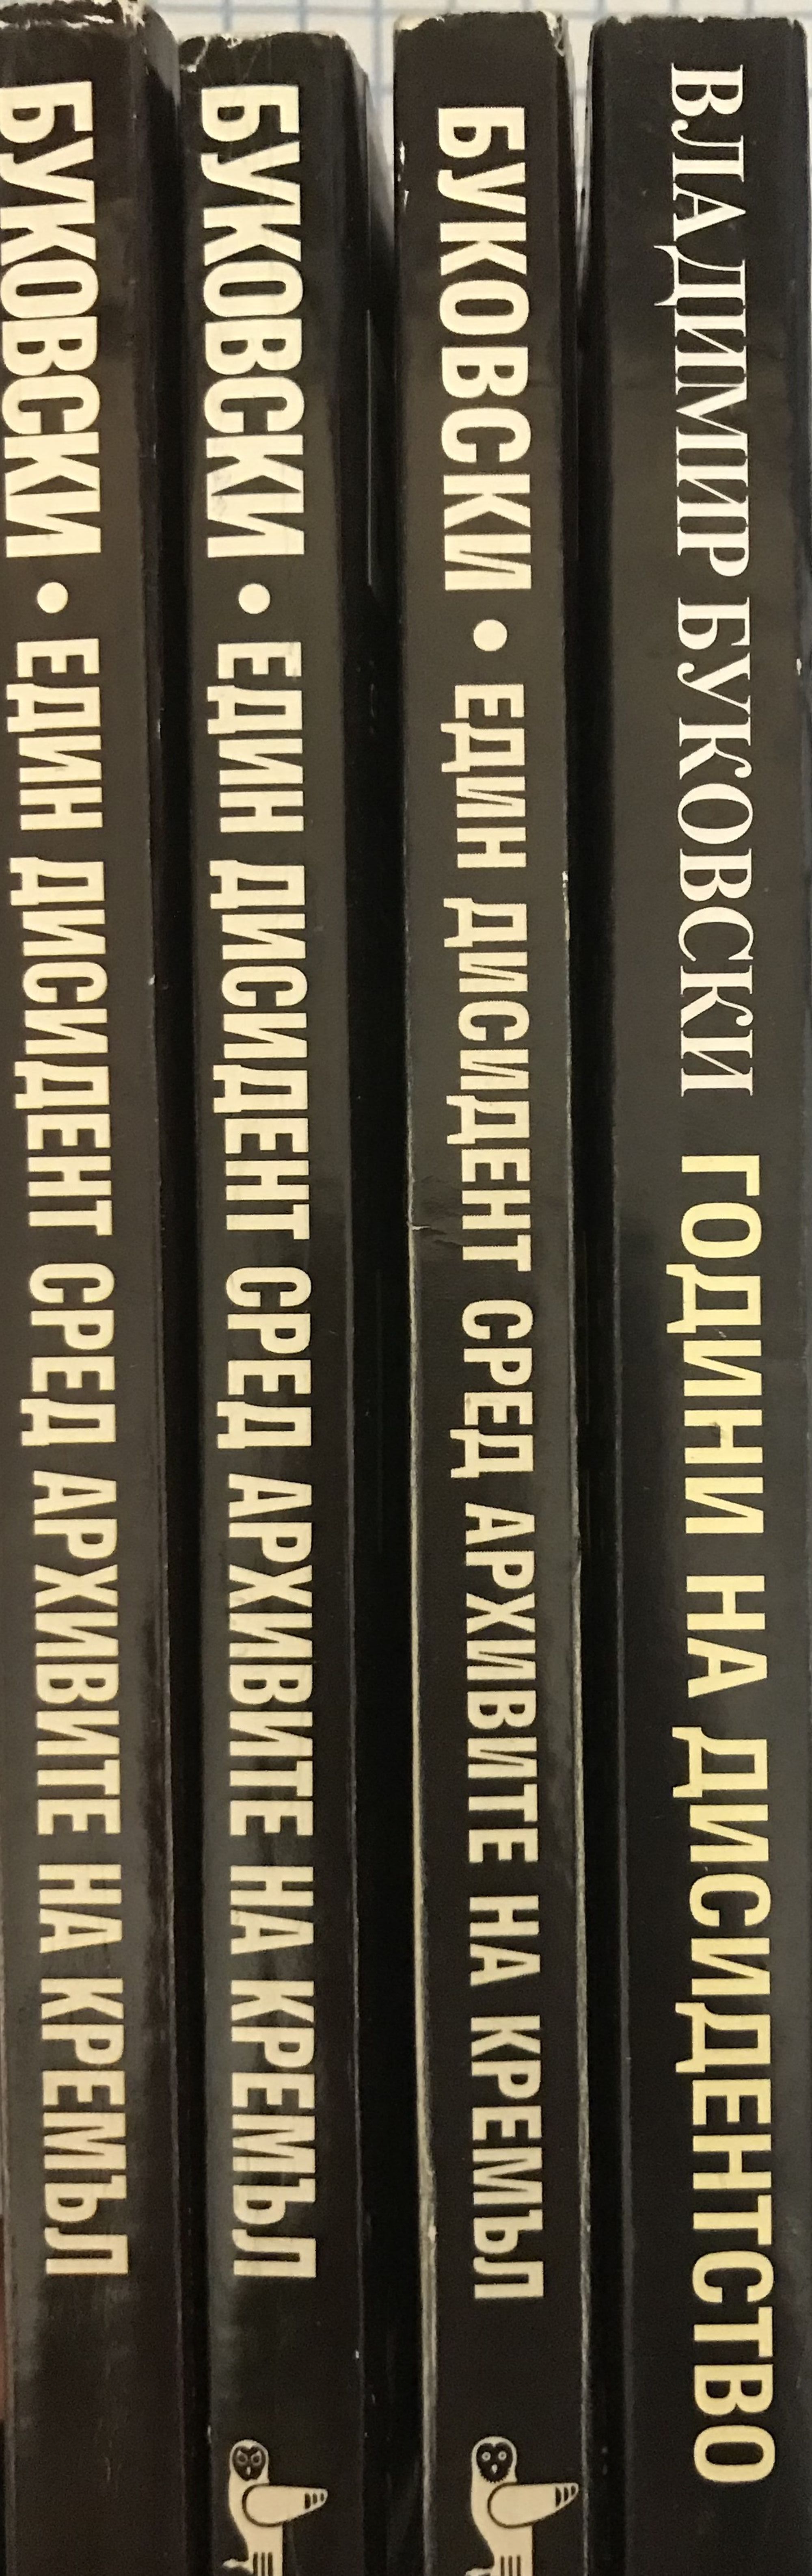 БУКОВСКИ • ЕДИН ДИСИДЕНТ СРЕД АРХИВИТЕ НА КРЕМЪЛ
БУКОВСКИ • ЕДИН ДИСИДЕНТ СРЕД АРХИВИТЕ НА КРЕМЪЛ
БУКОВСКИ • ЕДИН ДИСИДЕНТ СРЕД АРХИВИТЕ НА КРЕМЪЛ
ВЛАДИМИР БУКОВСКИ ГОДИНИ НА ДИСИДЕНТСТВО